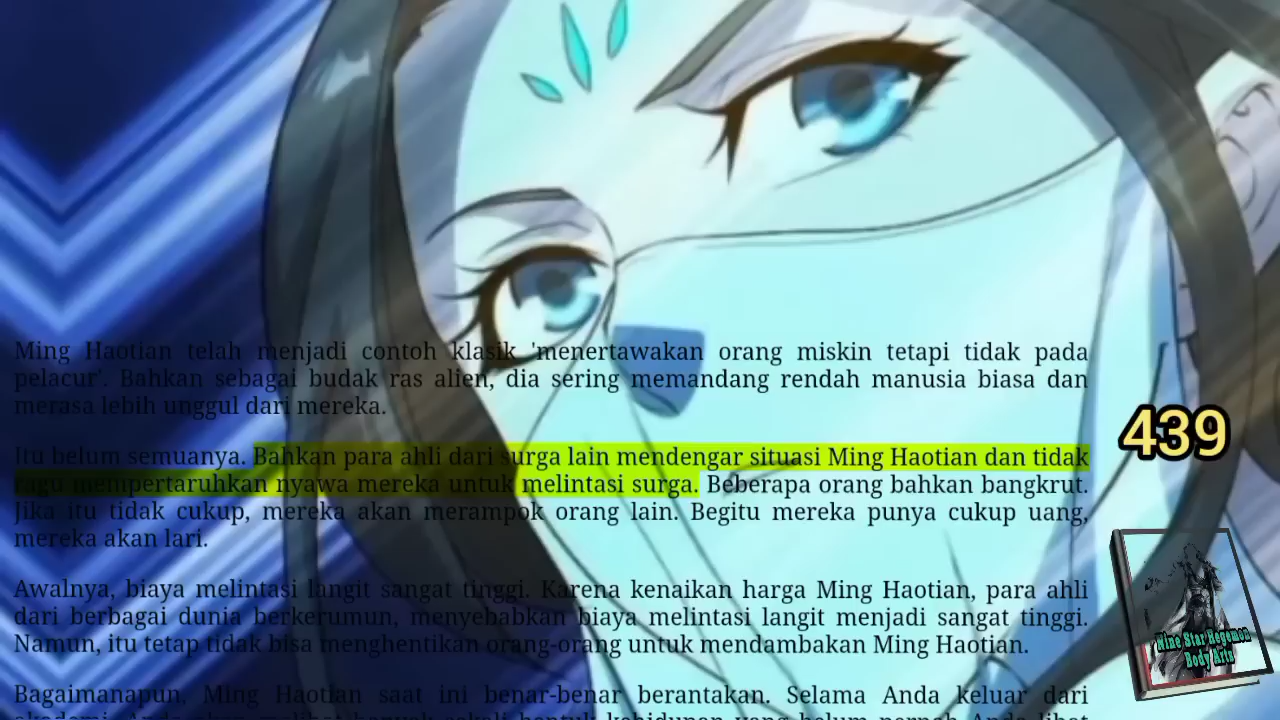 Ming Haotian telah menjadi contoh klasik 'menertawakan orang miskin tetapi tidak pada
pelacur'. Bahkan sebagai budak ras alien, dia sering memandang rendah manusia biasa dan
merasa lebih unggul dari mereka.
Itu belum semuanya. Bahkan para ahli dari surga lain mendengar situasi Ming Haotian dan tidak
ragu mempertaruhkan nyawa mereka untuk melintasi surga. Beberapa orang bahkan bangkrut.
Jika itu tidak cukup, mereka akan merampok orang lain. Begitu mereka punya cukup uang,
mereka akan lari.
439
Awalnya, biaya melintasi langit sangat tinggi. Karena kenaikan harga Ming Haotian, para ahli
dari berbagai dunia berkerumun, menyebabkan biaya melintasi langit menjadi sangat tinggi.
Namun, itu tetap tidak bisa menghentikan orang-orang untuk mendambakan Ming Haotian.
Nine Star Hegemon
Body Arts
Bagaimanapun, Ming Haotian saat ini benar-benar berantakan. Selama Anda keluar dari